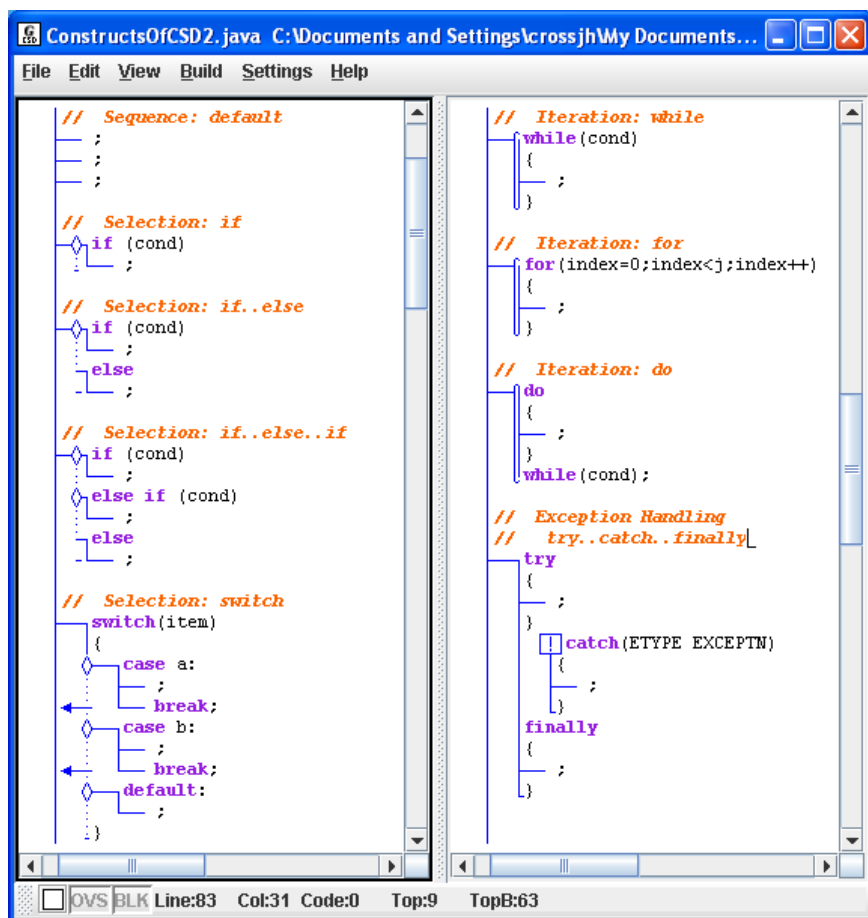 G
CSD
ConstructsOfCSD2.java C:\Documents and Settings\crossjh\My Documents...
File Edit View Build Settings Help
// Sequence: default
;
;
;
// Selection: if
if (cond)
;
// Selection: if..else
if (cond)
;
else
;
// Selection: if..else..if
if (cond)
;
else if (cond)
;
else
;
// Selection: switch
switch(item)
{
case a:
;
break;
case b:
;
break;
default:
;
}
// Iteration: while
while(cond)
{
;
}
// Iteration: for
for(index=0;index<j;index++)
{
;
}
// Iteration: do
do
{
;
}
while(cond);
// Exception Handling
// try..catch..finally
try
{
;
}
! catch(ETYPE EXCEPTN)
{
;
}
finally
{
;
}
OVS BLK Line:83 Col:31 Code:0 Top:9 TopB:63